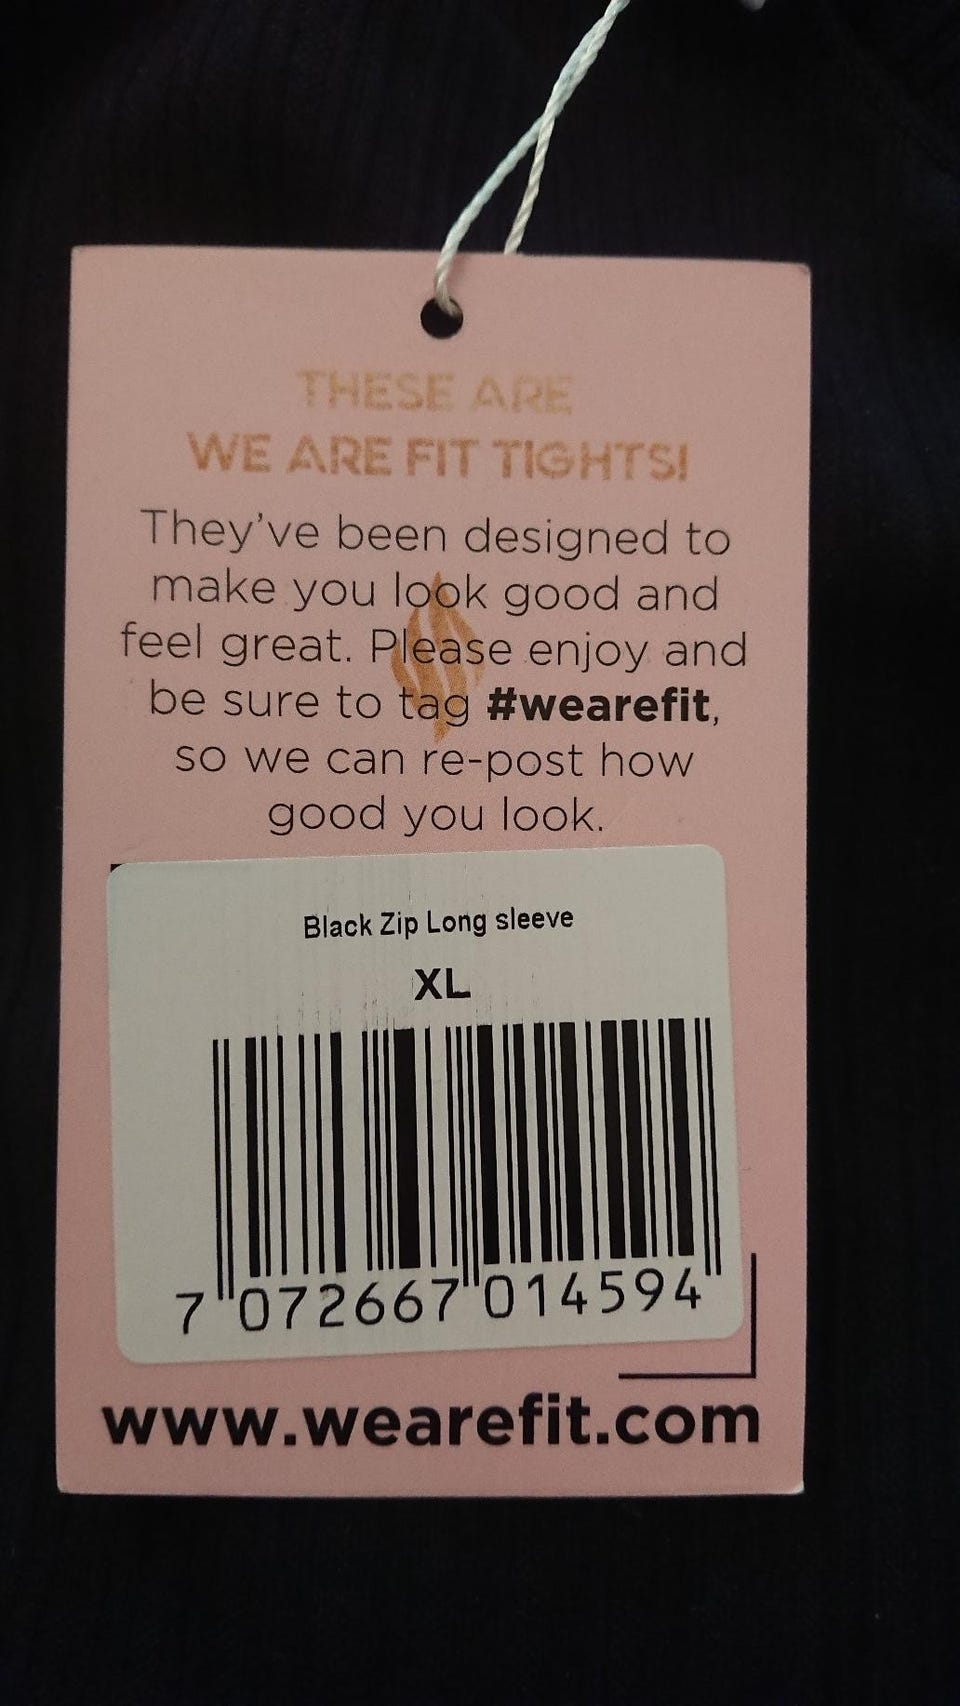 THESE ARE
WE ARE FIT TIGHTS!
They've been designed to
make you look good and
feel great. Please enjoy and
be sure to tag #wearefit,
so we can re-post how
good you look.
Black Zip Long sleeve
XL
7 072667 014594
www.wearefit.com